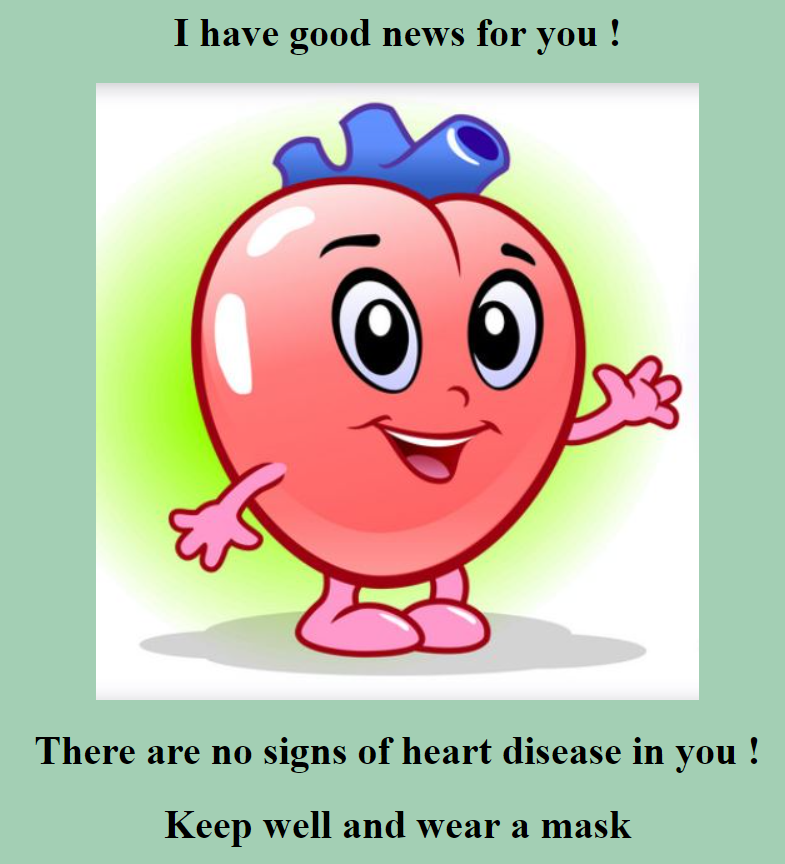 I have good news for you !
There are no signs of heart disease in you !
Keep well and wear a mask